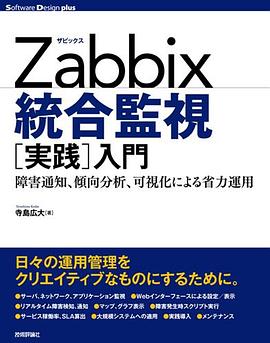 Software Design plus
ザビックス
Zabbix
統合監視
[実践]入門
障害通知、傾向分析、可視化による省力運用
寺島広大[著]
日々の運用管理を
クリエイティブなものにするために。
●サーバ、ネットワーク、アプリケーション監視 ●Webインターフェースによる設定／表示
●リアルタイム障害検知、通知 ●マップ、グラフ表示 ●障害発生時スクリプト実行
●サービス稼働率、SLA算出 ●大規模システムへの適用 ●実践導入 ●メンテナンス
技術評論社